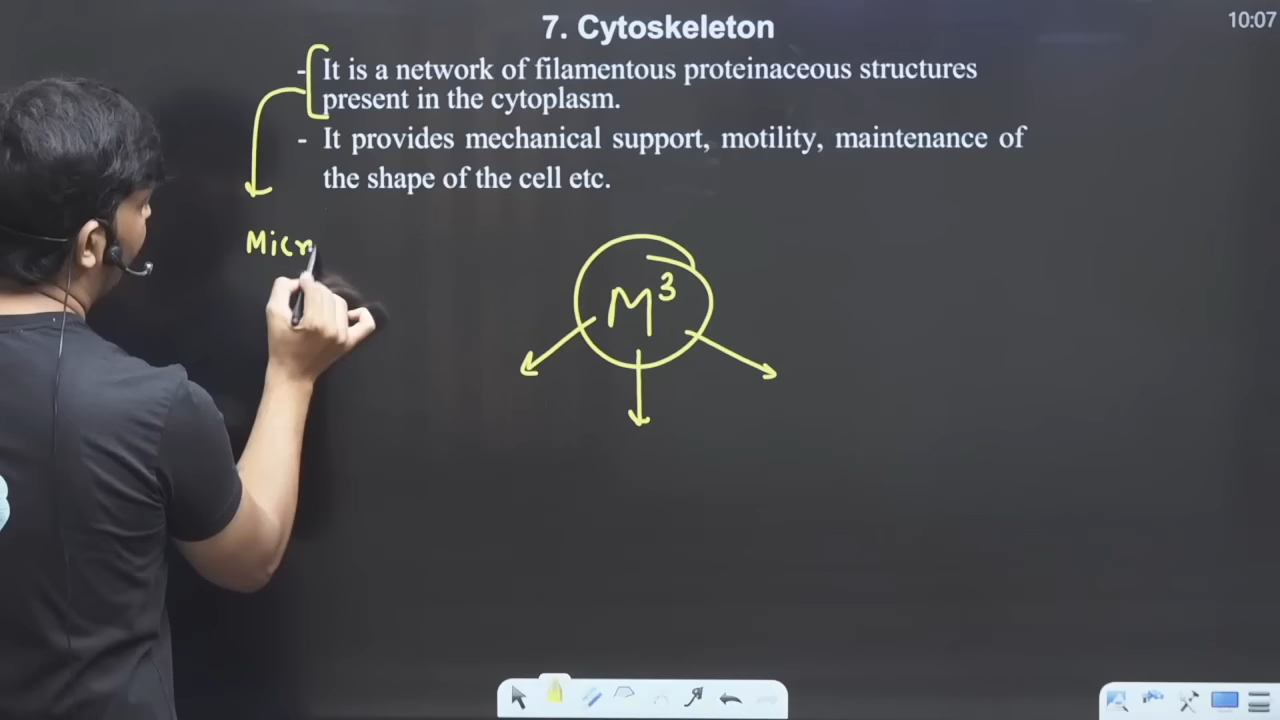 7. Cytoskeleton
10:07
- It is a network of filamentous proteinaceous structures
present in the cytoplasm.
- It provides mechanical support, motility, maintenance of
the shape of the cell etc.
Micr
M³